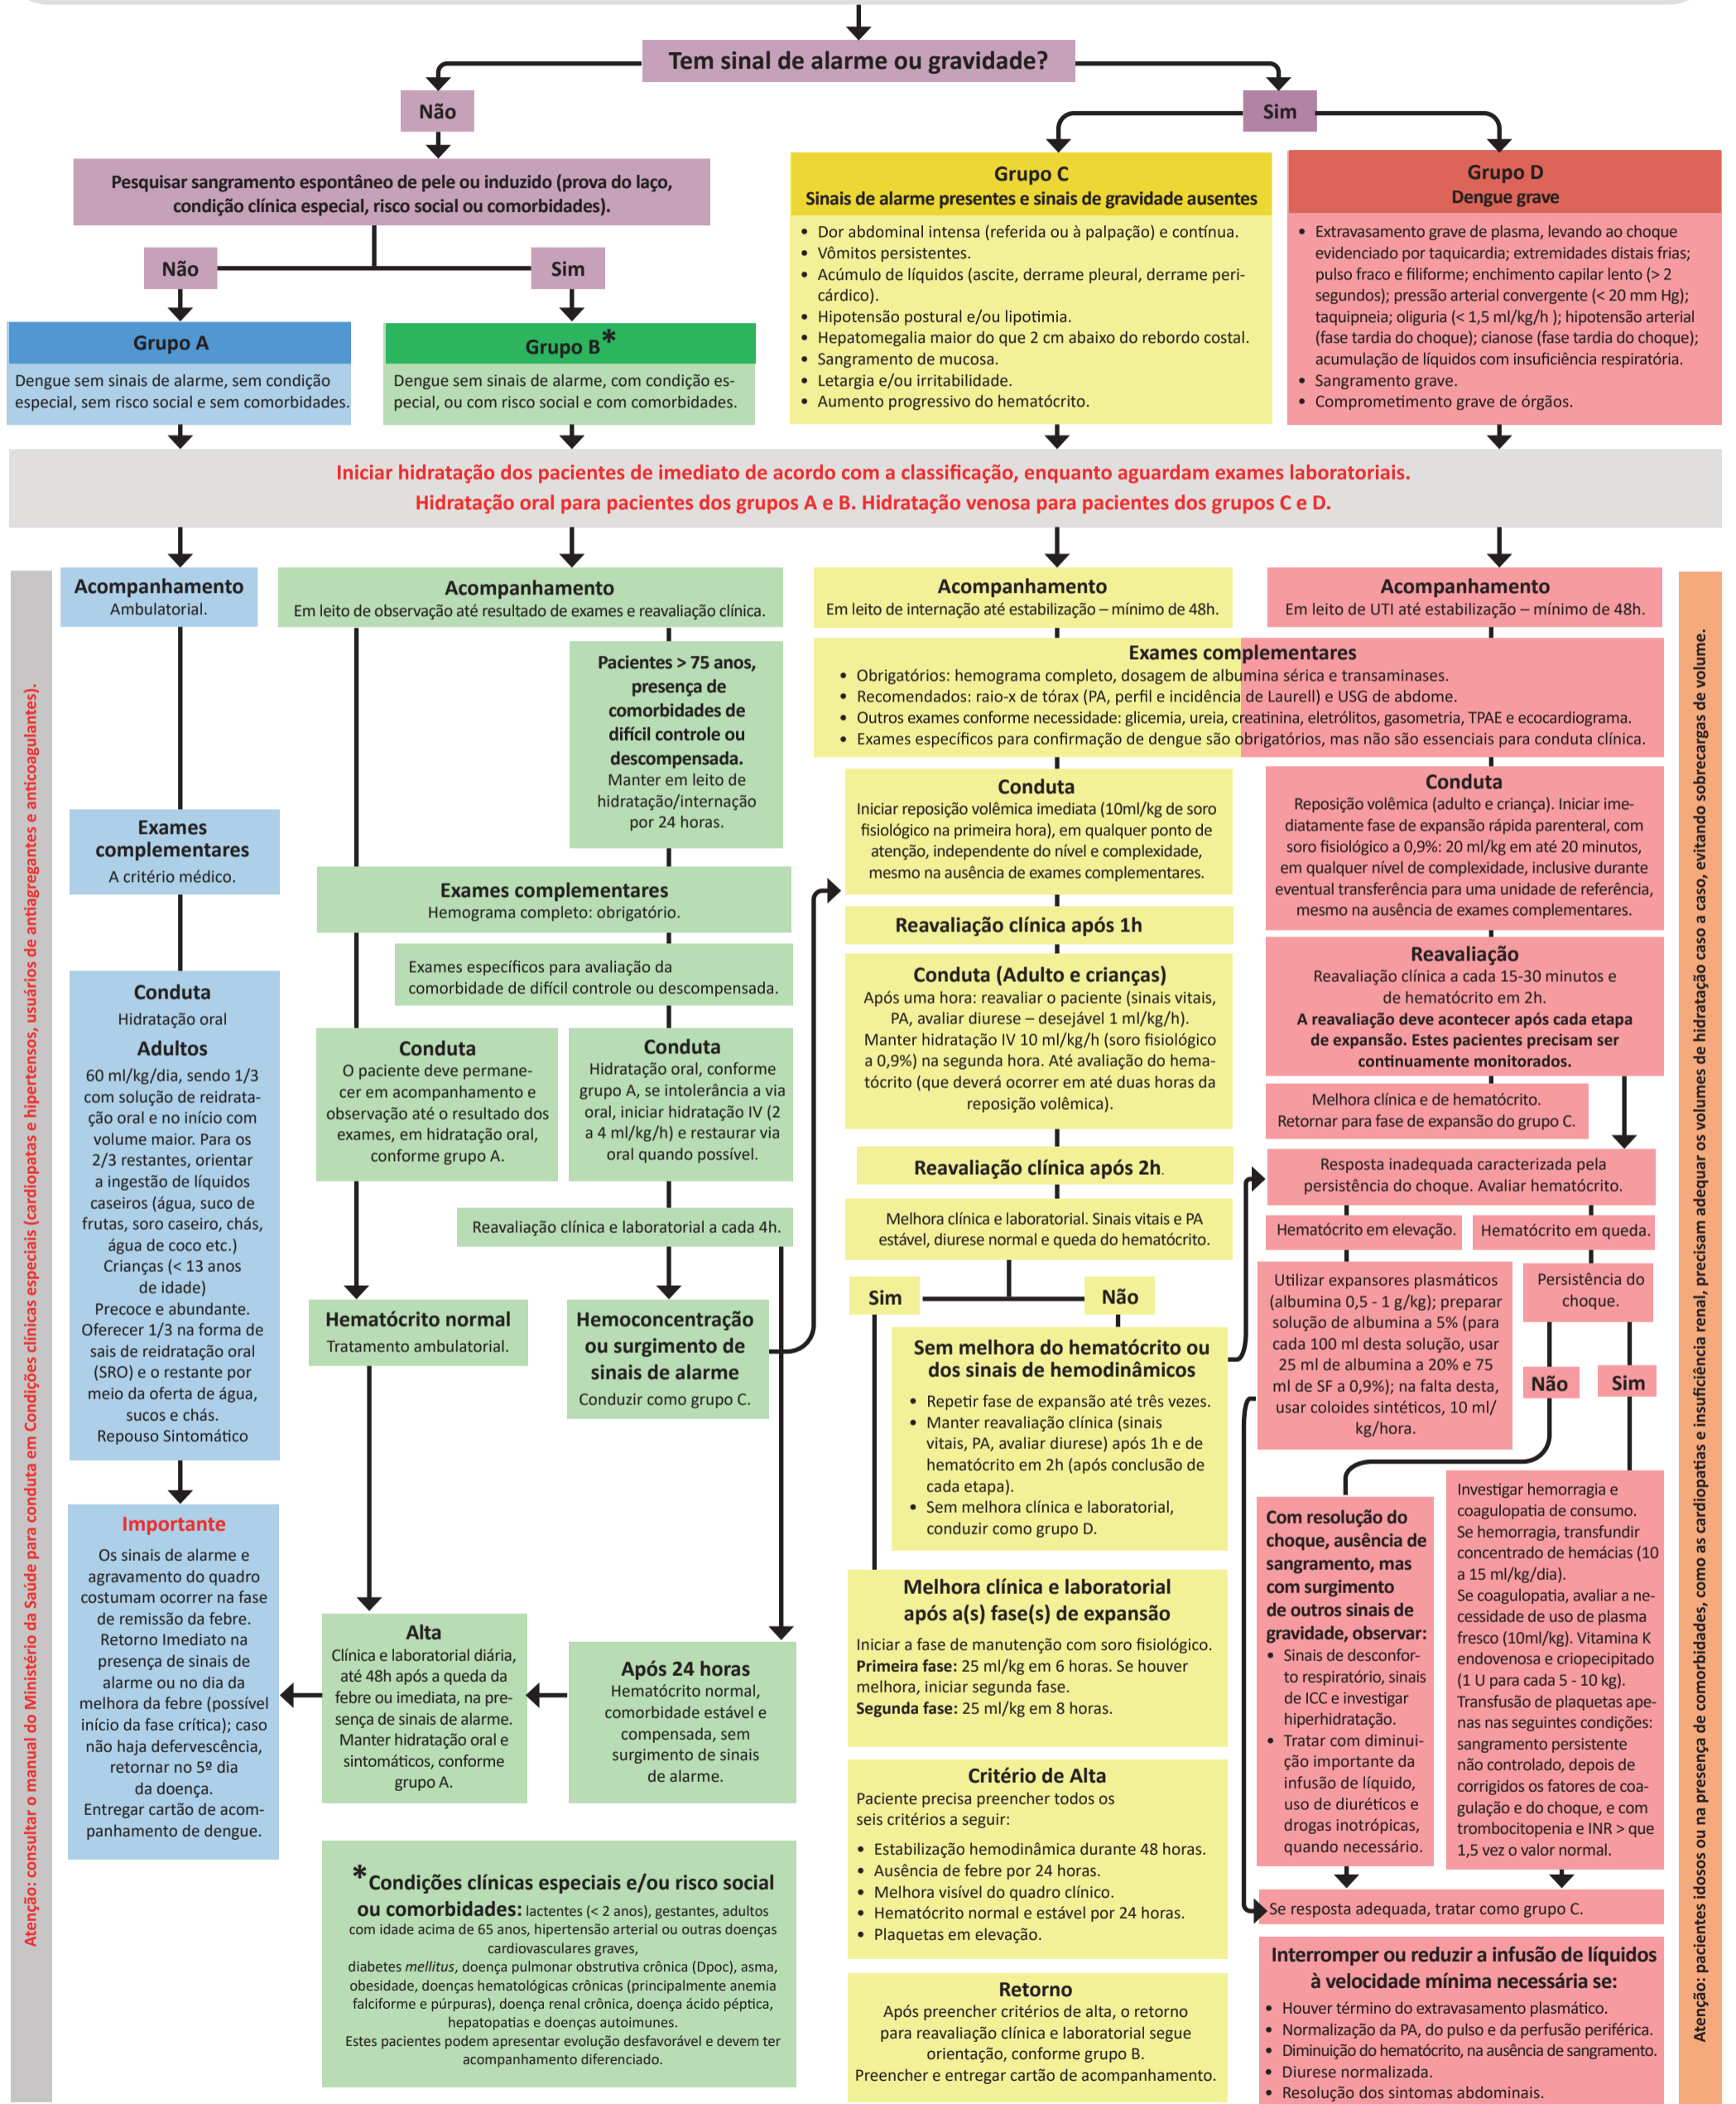 Tem sinal de alarme ou gravidade?
Não
Sim
Pesquisar sangramento espontâneo de pele ou induzido (prova do laço,
condição clínica especial, risco social ou comorbidades).
Não
Sim
Grupo A
Dengue sem sinais de alarme, sem condição
especial, sem risco social e sem comorbidades.
Grupo B*
Dengue sem sinais de alarme, com condição es-
pecial, ou com risco social e com comorbidades.
Grupo C
Sinais de alarme presentes e sinais de gravidade ausentes
• Dor abdominal intensa (referida ou à palpação) e contínua.
• Vômitos persistentes.
• Acúmulo de líquidos (ascite, derrame pleural, derrame peri-
cárdico).
• Hipotensão postural e/ou lipotimia.
• Hepatomegalia maior do que 2 cm abaixo do rebordo costal.
• Sangramento de mucosa.
• Letargia e/ou irritabilidade.
• Aumento progressivo do hematócrito.
Grupo D
Dengue grave
• Extravasamento grave de plasma, levando ao choque
evidenciado por taquicardia; extremidades distais frias;
pulso fraco e filiforme; enchimento capilar lento (> 2
segundos); pressão arterial convergente (< 20 mm Hg);
taquipneia; oliguria (< 1,5 ml/kg/h ); hipotensão arterial
(fase tardia do choque); cianose (fase tardia do choque);
acumulação de líquidos com insuficiência respiratória.
• Sangramento grave.
• Comprometimento grave de órgãos.
Iniciar hidratação dos pacientes de imediato de acordo com a classificação, enquanto aguardam exames laboratoriais.
Hidratação oral para pacientes dos grupos A e B. Hidratação venosa para pacientes dos grupos C e D.
Atenção: consultar o manual do Ministério da Saúde para conduta em Condições clínicas especiais (cardiopatas e hipertensos, usuários de antiagregantes e anticoagulantes).
Acompanhamento
Ambulatorial.
Exames
complementares
A critério médico.
Conduta
Hidratação oral
Adultos
60 ml/kg/dia, sendo 1/3
com solução de reidrata-
ção oral e no início com
volume maior. Para os
2/3 restantes, orientar
a ingestão de líquidos
caseiros (água, suco de
frutas, soro caseiro, chás,
água de coco etc.)
Crianças (< 13 anos
de idade)
Precoce e abundante.
Oferecer 1/3 na forma de
sais de reidratação oral
(SRO) e o restante por
meio da oferta de água,
sucos e chás.
Repouso Sintomático
Importante
Os sinais de alarme e
agravamento do quadro
costumam ocorrer na fase
de remissão da febre.
Retorno Imediato na
presença de sinais de
alarme ou no dia da
melhora da febre (possível
início da fase crítica); caso
não haja defervescência,
retornar no 5º dia
da doença.
Entregar cartão de acom-
panhamento de dengue.
Acompanhamento
Em leito de observação até resultado de exames e reavaliação clínica.
Pacientes > 75 anos,
presença de
comorbidades de
difícil controle ou
descompensada.
Manter em leito de
hidratação/internação
por 24 horas.
Exames complementares
Hemograma completo: obrigatório.
Exames específicos para avaliação da
comorbidade de difícil controle ou descompensada.
Conduta
O paciente deve permane-
cer em acompanhamento e
observação até o resultado dos
exames, em hidratação oral,
conforme grupo A.
Conduta
Hidratação oral, conforme
grupo A, se intolerância a via
oral, iniciar hidratação IV (2
a 4 ml/kg/h) e restaurar via
oral quando possível.
Reavaliação clínica e laboratorial a cada 4h.
Hematócrito normal
Tratamento ambulatorial.
Hemoconcentração
ou surgimento de
sinais de alarme
Conduzir como grupo C.
Alta
Clínica e laboratorial diária,
até 48h após a queda da
febre ou imediata, na pre-
sença de sinais de alarme.
Manter hidratação oral e
sintomáticos, conforme
grupo A.
Após 24 horas
Hematócrito normal,
comorbidade estável e
compensada, sem
surgimento de sinais
de alarme.
*Condições clínicas especiais e/ou risco social
ou comorbidades: lactentes (< 2 anos), gestantes, adultos
com idade acima de 65 anos, hipertensão arterial ou outras doenças
cardiovasculares graves,
diabetes mellitus, doença pulmonar obstrutiva crônica (Dpoc), asma,
obesidade, doenças hematológicas crônicas (principalmente anemia
falciforme e púrpuras), doença renal crônica, doença ácido péptica,
hepatopatias e doenças autoimunes.
Estes pacientes podem apresentar evolução desfavorável e devem ter
acompanhamento diferenciado.
Acompanhamento
Em leito de internação até estabilização – mínimo de 48h.
Acompanhamento
Em leito de UTI até estabilização – mínimo de 48h.
Exames complementares
• Obrigatórios: hemograma completo, dosagem de albumina sérica e transaminases.
• Recomendados: raio-x de tórax (PA, perfil e incidência de Laurell) e USG de abdome.
• Outros exames conforme necessidade: glicemia, ureia, creatinina, eletrólitos, gasometria, TPAE e ecocardiograma.
• Exames específicos para confirmação de dengue são obrigatórios, mas não são essenciais para conduta clínica.
Conduta
Iniciar reposição volêmica imediata (10ml/kg de soro
fisiológico na primeira hora), em qualquer ponto de
atenção, independente do nível e complexidade,
mesmo na ausência de exames complementares.
Reavaliação clínica após 1h
Conduta (Adulto e crianças)
Após uma hora: reavaliar o paciente (sinais vitais,
PA, avaliar diurese – desejável 1 ml/kg/h).
Manter hidratação IV 10 ml/kg/h (soro fisiológico
a 0,9%) na segunda hora. Até avaliação do hema-
tócrito (que deverá ocorrer em até duas horas da
reposição volêmica).
Reavaliação clínica após 2h.
Melhora clínica e laboratorial. Sinais vitais e PA
estável, diurese normal e queda do hematócrito.
Sim
Não
Sem melhora do hematócrito ou
dos sinais de hemodinâmicos
• Repetir fase de expansão até três vezes.
• Manter reavaliação clínica (sinais
vitais, PA, avaliar diurese) após 1h e de
hematócrito em 2h (após conclusão de
cada etapa).
• Sem melhora clínica e laboratorial,
conduzir como grupo D.
Melhora clínica e laboratorial
após a(s) fase(s) de expansão
Iniciar a fase de manutenção com soro fisiológico.
Primeira fase: 25 ml/kg em 6 horas. Se houver
melhora, iniciar segunda fase.
Segunda fase: 25 ml/kg em 8 horas.
Critério de Alta
Paciente precisa preencher todos os
seis critérios a seguir:
• Estabilização hemodinâmica durante 48 horas.
• Ausência de febre por 24 horas.
• Melhora visível do quadro clínico.
• Hematócrito normal e estável por 24 horas.
• Plaquetas em elevação.
Retorno
Após preencher critérios de alta, o retorno
para reavaliação clínica e laboratorial segue
orientação, conforme grupo B.
Preencher e entregar cartão de acompanhamento.
Conduta
Reposição volêmica (adulto e criança). Iniciar ime-
diatamente fase de expansão rápida parenteral, com
soro fisiológico a 0,9%: 20 ml/kg em até 20 minutos,
em qualquer nível de complexidade, inclusive durante
eventual transferência para uma unidade de referência,
mesmo na ausência de exames complementares.
Reavaliação
Reavaliação clínica a cada 15-30 minutos e
de hematócrito em 2h.
A reavaliação deve acontecer após cada etapa
de expansão. Estes pacientes precisam ser
continuamente monitorados.
Melhora clínica e de hematócrito.
Retornar para fase de expansão do grupo C.
Resposta inadequada caracterizada pela
persistência do choque. Avaliar hematócrito.
Hematócrito em elevação.
Hematócrito em queda.
Utilizar expansores plasmáticos
(albumina 0,5 - 1 g/kg); preparar
solução de albumina a 5% (para
cada 100 ml desta solução, usar
25 ml de albumina a 20% e 75
ml de SF a 0,9%); na falta desta,
usar coloides sintéticos, 10 ml/
kg/hora.
Persistência do
choque.
Não
Sim
Com resolução do
choque, ausência de
sangramento, mas
com surgimento
de outros sinais de
gravidade, observar:
• Sinais de desconfor-
to respiratório, sinais
de ICC e investigar
hiperhidratação.
• Tratar com diminui-
ção importante da
infusão de líquido,
uso de diuréticos e
drogas inotrópicas,
quando necessário.
Investigar hemorragia e
coagulopatia de consumo.
Se hemorragia, transfundir
concentrado de hemácias (10
a 15 ml/kg/dia).
Se coagulopatia, avaliar a ne-
cessidade de uso de plasma
fresco (10ml/kg). Vitamina K
endovenosa e criopecipitado
(1 U para cada 5 - 10 kg).
Transfusão de plaquetas ape-
nas nas seguintes condições:
sangramento persistente
não controlado, depois de
corrigidos os fatores de coa-
gulação e do choque, e com
trombocitopenia e INR > que
1,5 vez o valor normal.
Se resposta adequada, tratar como grupo C.
Interromper ou reduzir a infusão de líquidos
à velocidade mínima necessária se:
• Houver término do extravasamento plasmático.
• Normalização da PA, do pulso e da perfusão periférica.
• Diminuição do hematócrito, na ausência de sangramento.
• Diurese normalizada.
• Resolução dos sintomas abdominais.
Atenção: pacientes idosos ou na presença de comorbidades, como as cardiopatias e insuficiência renal, precisam adequar os volumes de hidratação caso a caso, evitando sobrecargas de volume.